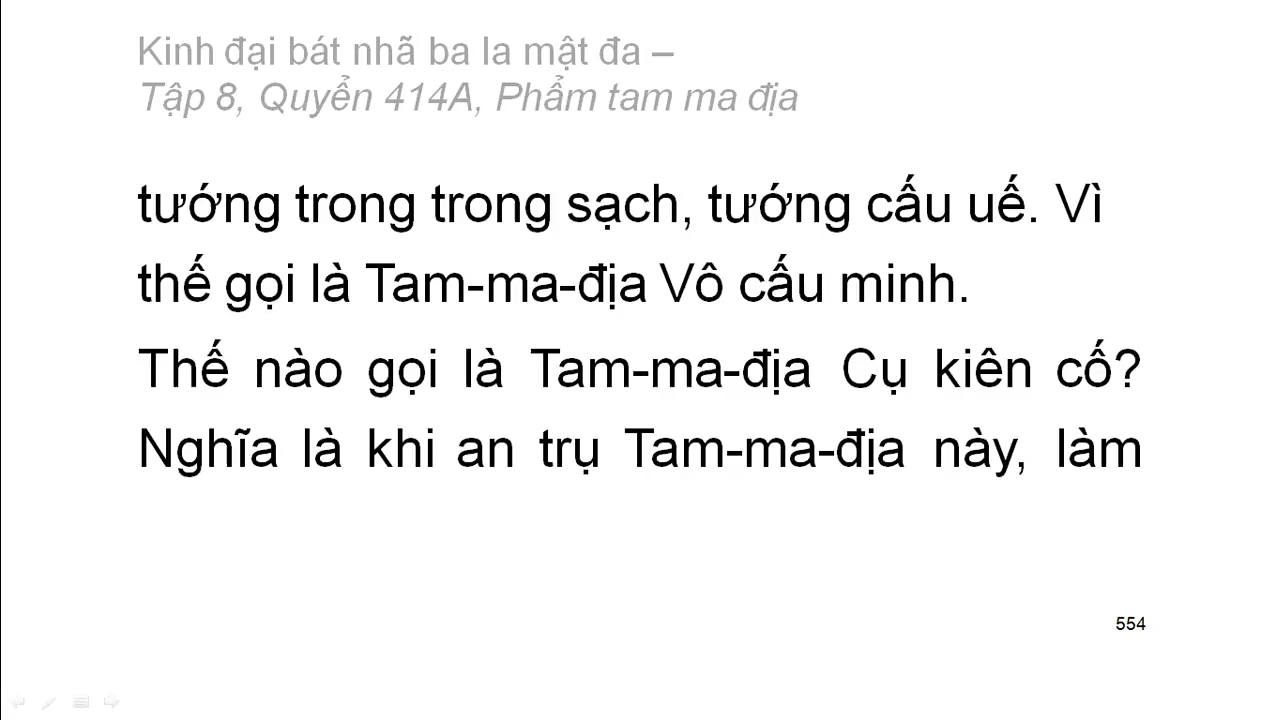 Kinh đại bát nhã ba la mật đa –
Tập 8, Quyển 414A, Phẩm tam ma địa
tướng trong trong sạch, tướng cấu uế. Vì
thế gọi là Tam-ma-địa Vô cấu minh.
Thế nào gọi là Tam-ma-địa Cụ kiên cố?
Nghĩa là khi an trụ Tam-ma-địa này, làm
554